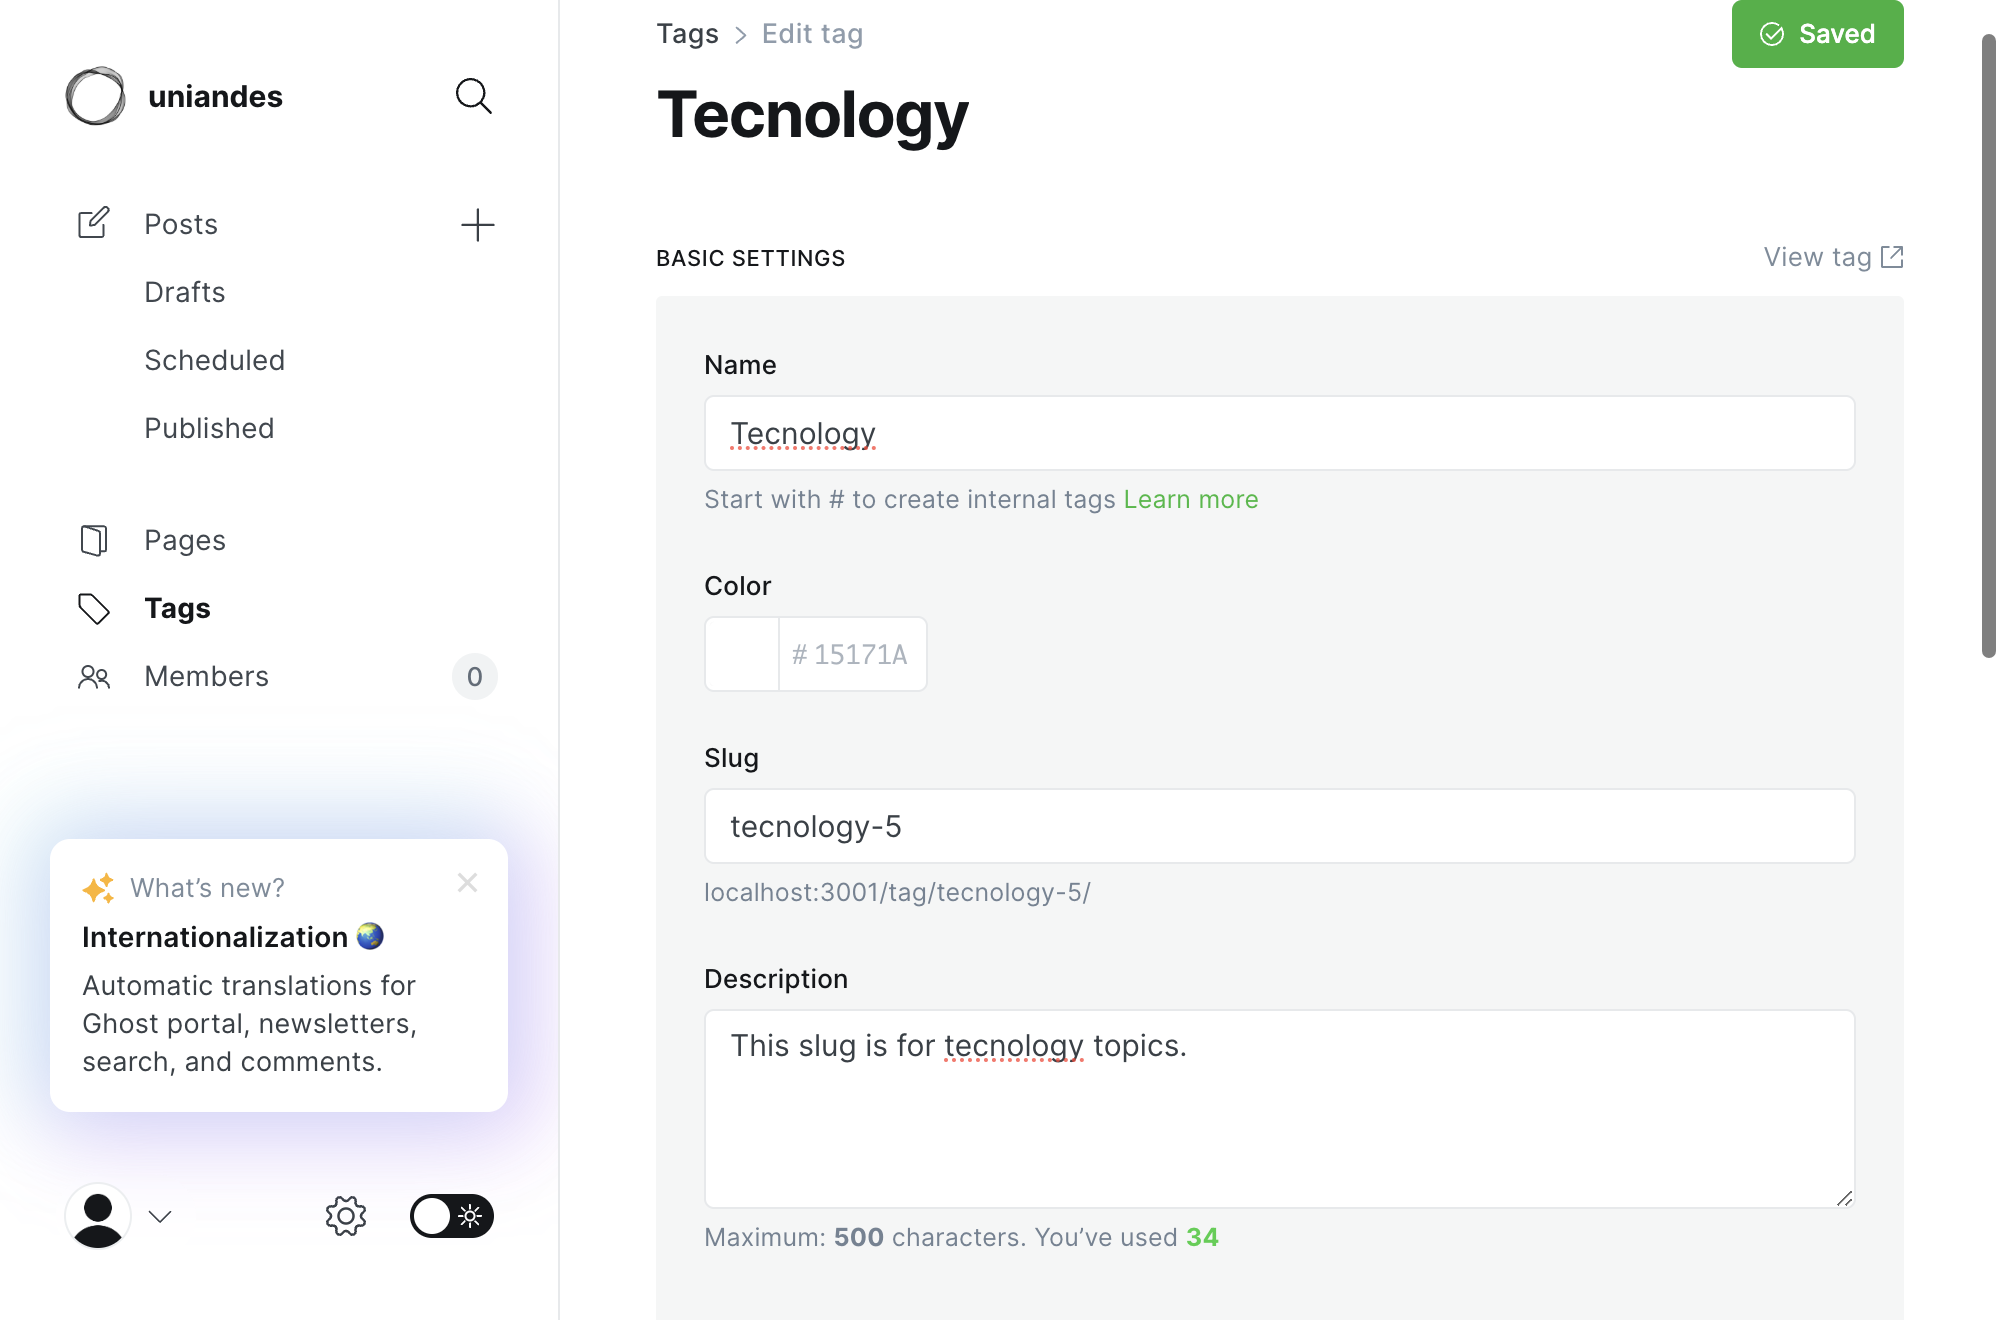 uniandes
Posts
Drafts
Scheduled
Published
Pages
Tags
Members
0
What’s new?
Internationalization
Automatic translations for
Ghost portal, newsletters,
search, and comments.
Tags > Edit tag
Saved
Tecnology
BASIC SETTINGS
View tag
Name
Tecnology
Start with # to create internal tags Learn more
Color
# 15171A
Slug
tecnology-5
localhost:3001/tag/tecnology-5/
Description
This slug is for tecnology topics.
Maximum: 500 characters. You’ve used 34